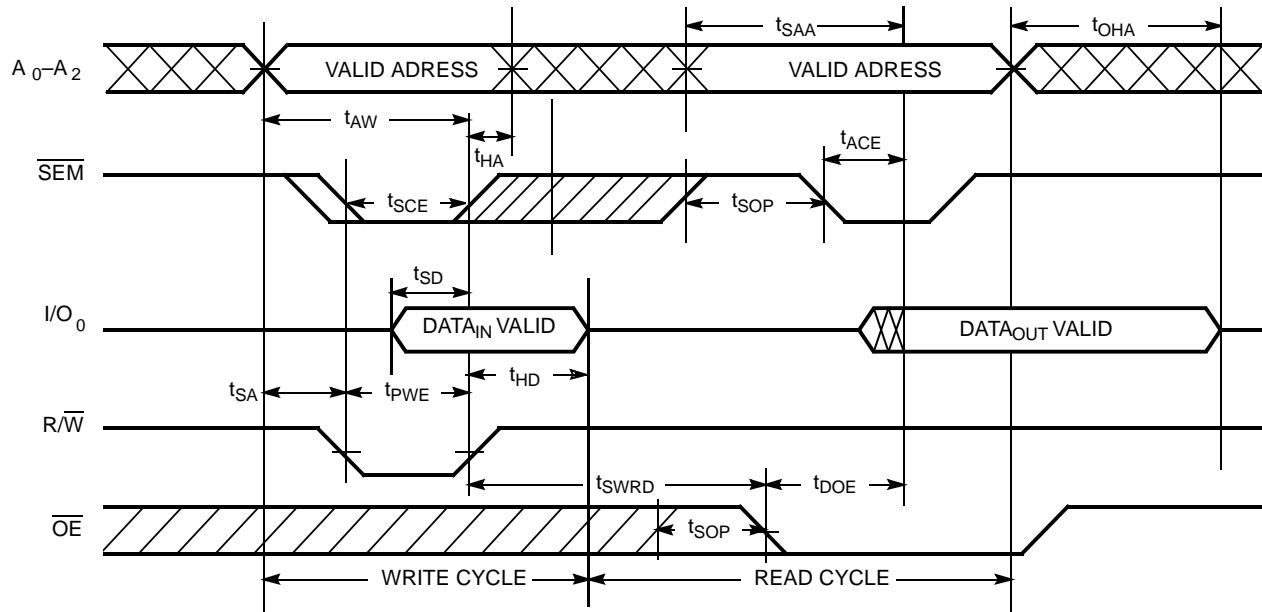 tSAA
tOHA
A0–A2
VALID ADRESS
VALID ADRESS
tAW
tHA
tACE
SEM
tSCE
tSOP
tSD
I/O0
DATAIN VALID
DATAOUT VALID
tSA
tPWE
tHD
R/W
tSWRD
tDOE
OE
tSOP
WRITE CYCLE
READ CYCLE